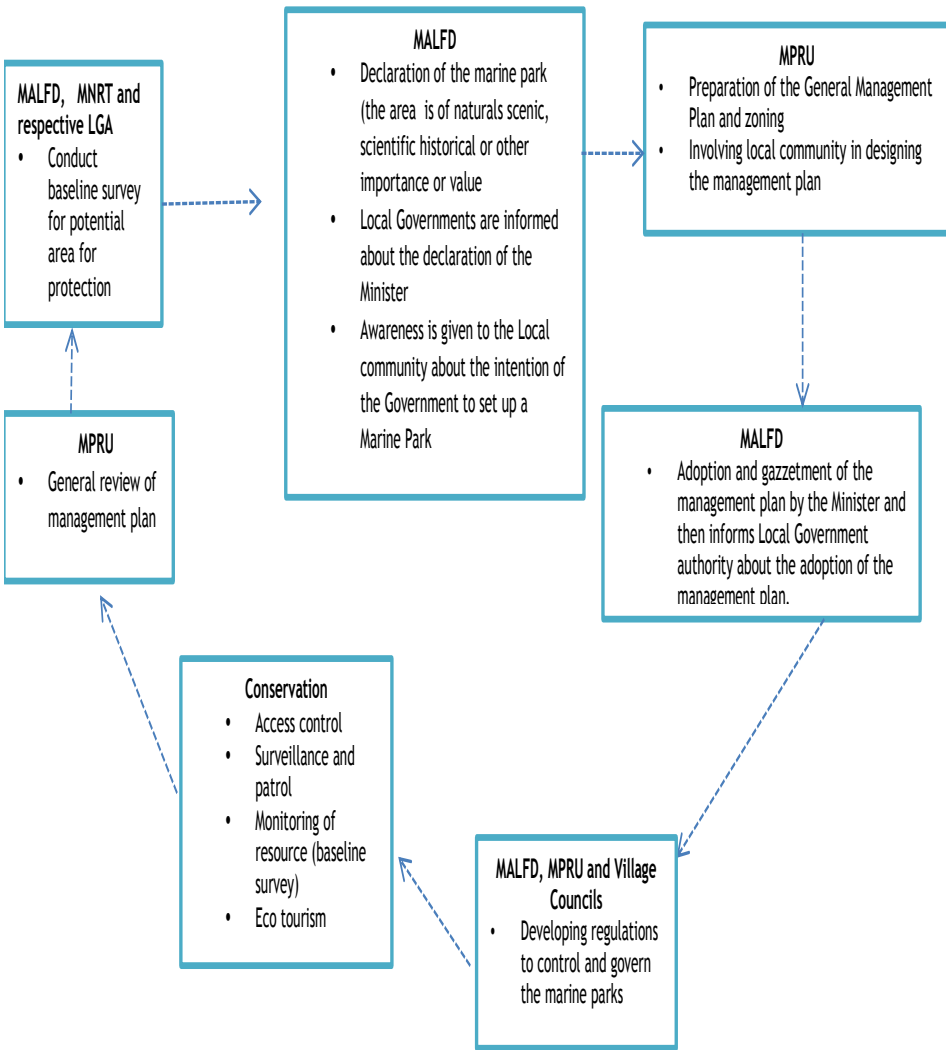 MALFD, MNRT and
respective LGA
• Conduct
baseline survey
for potential
area for
protection
MALFD
• Declaration of the marine park
(the area is of naturals scenic,
scientific historical or other
importance or value
• Local Governments are informed
about the declaration of the
Minister
• Awareness is given to the Local
community about the intention of
the Government to set up a
Marine Park
MPRU
• Preparation of the General Management
Plan and zoning
• Involving local community in designing
the management plan
MALFD
• Adoption and gazzetment of the
management plan by the Minister and
then informs Local Government
authority about the adoption of the
management plan.
MALFD, MPRU and Village
Councils
• Developing regulations
to control and govern
the marine parks
Conservation
• Access control
• Surveillance and
patrol
• Monitoring of
resource (baseline
survey)
• Eco tourism
MPRU
• General review of
management plan